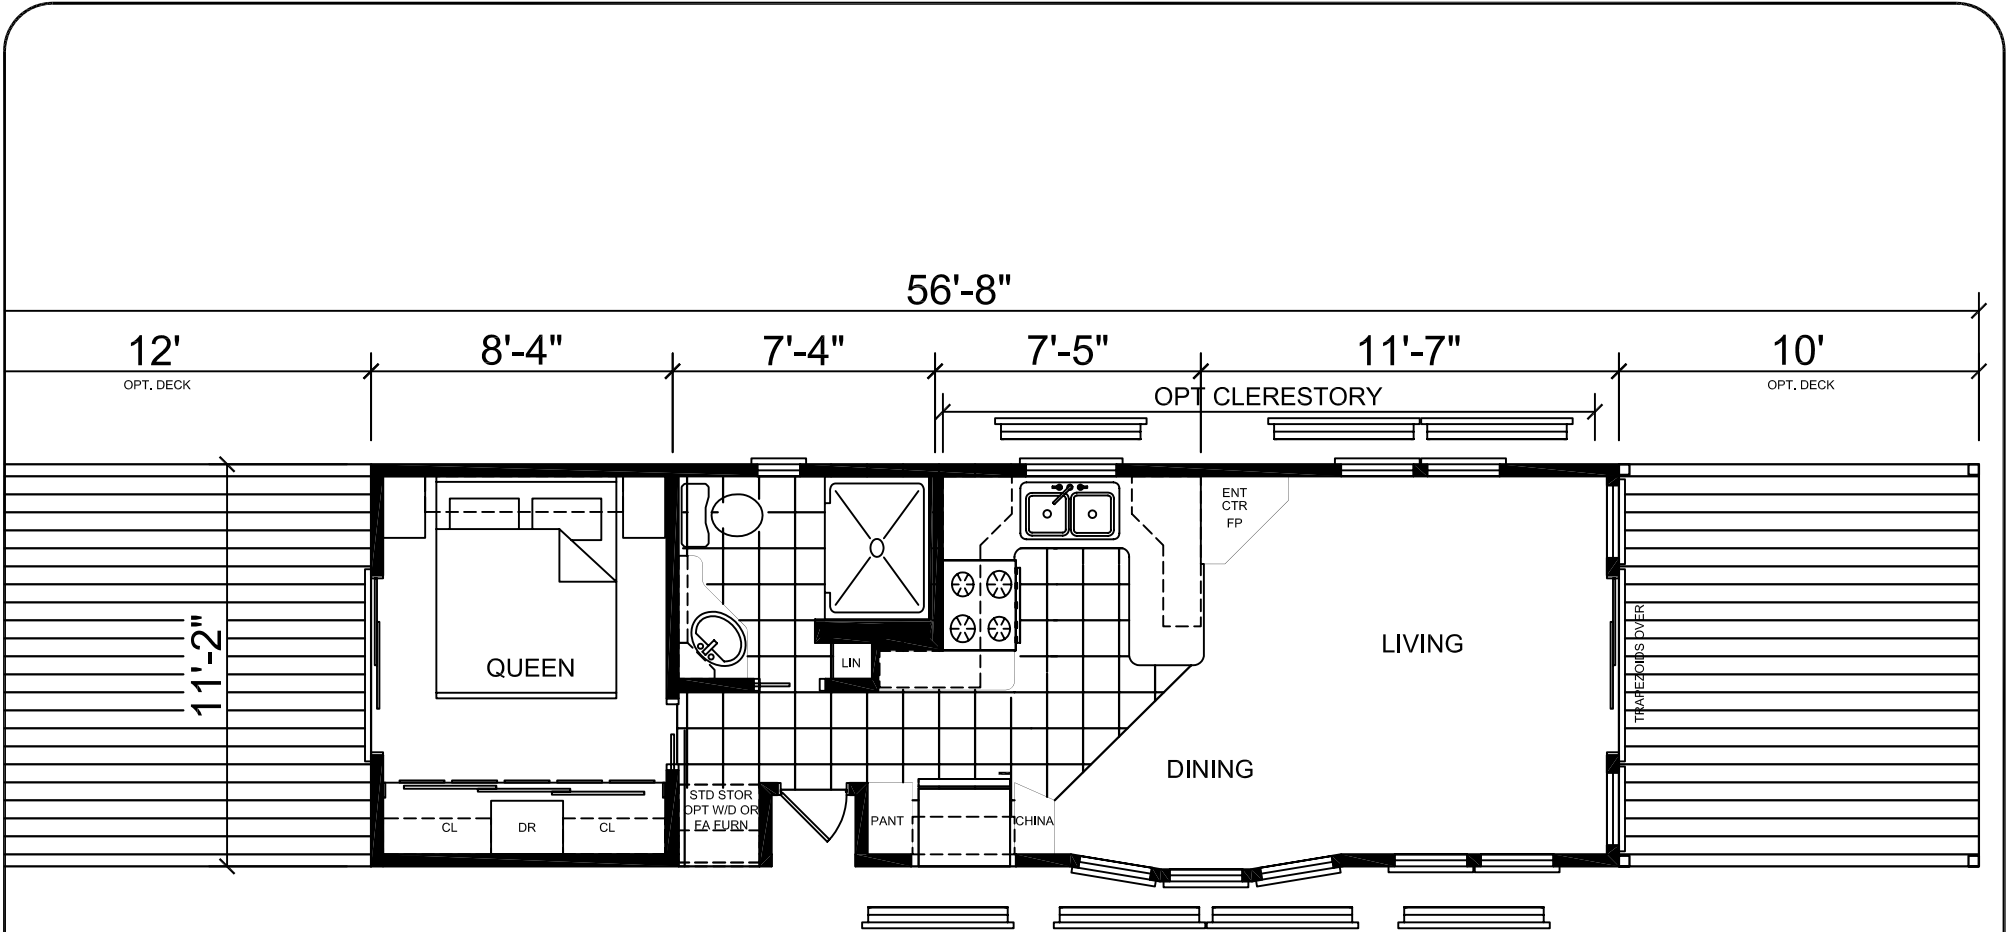 56'-8"
12'
8'-4"
7'-4"
7'-5"
11'-7"
10'
OPT. DECK
OPT. DECK
OPT CLERESTORY
ENT
CTR
FP
11'-2"
QUEEN
LIN
LIVING
TRAPEZOIDS OVER
DINING
STD STOR
OPT W/D OR
FA FURN
CL
DR
CL
PANT
CHINA